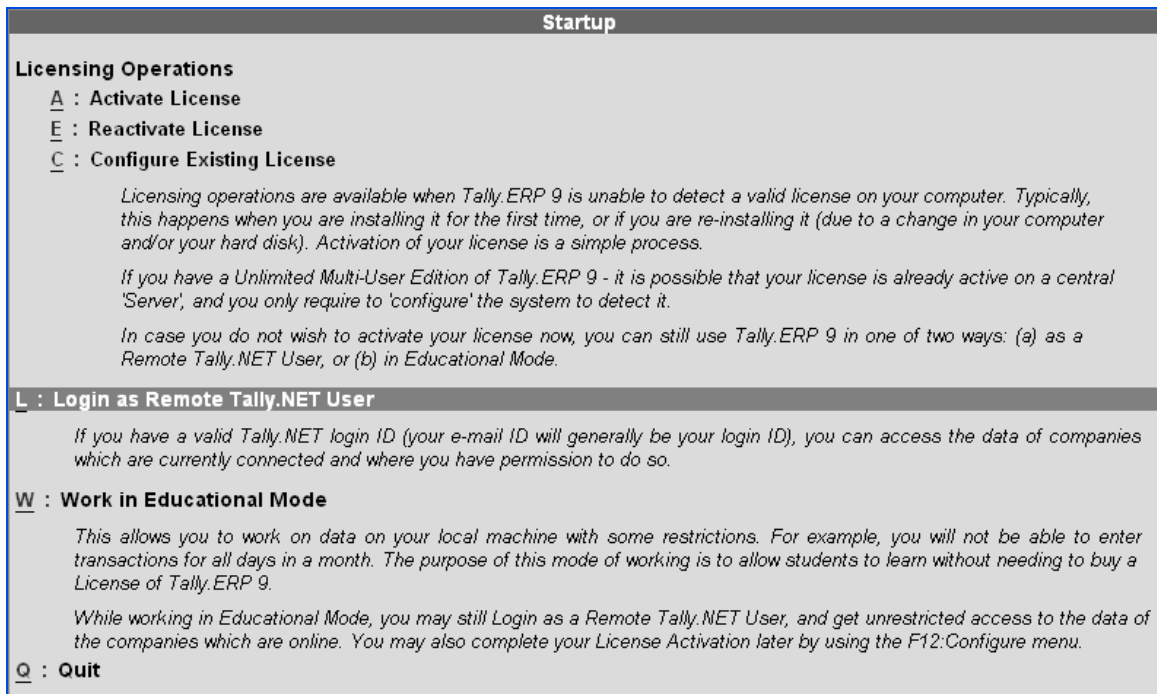 Startup
Licensing Operations
A : Activate License
E : Reactivate License
C : Configure Existing License
Licensing operations are available when Tally.ERP 9 is unable to detect a valid license on your computer. Typically,
this happens when you are installing it for the first time, or if you are re-installing it (due to a change in your computer
and/or your hard disk). Activation of your license is a simple process.
If you have a Unlimited Multi-User Edition of Tally.ERP 9 - it is possible that your license is already active on a central
'Server', and you only require to 'configure' the system to detect it.
In case you do not wish to activate your license now, you can still use Tally.ERP 9 in one of two ways: (a) as a
Remote Tally.NET User, or (b) in Educational Mode.
L : Login as Remote Tally.NET User
If you have a valid Tally.NET login ID (your e-mail ID will generally be your login ID), you can access the data of companies
which are currently connected and where you have permission to do so.
W : Work in Educational Mode
This allows you to work on data on your local machine with some restrictions. For example, you will not be able to enter
transactions for all days in a month. The purpose of this mode of working is to allow students to learn without needing to buy a
License of Tally.ERP 9.
While working in Educational Mode, you may still Login as a Remote Tally.NET User, and get unrestricted access to the data of
the companies which are online. You may also complete your License Activation later by using the F12:Configure menu.
Q : Quit